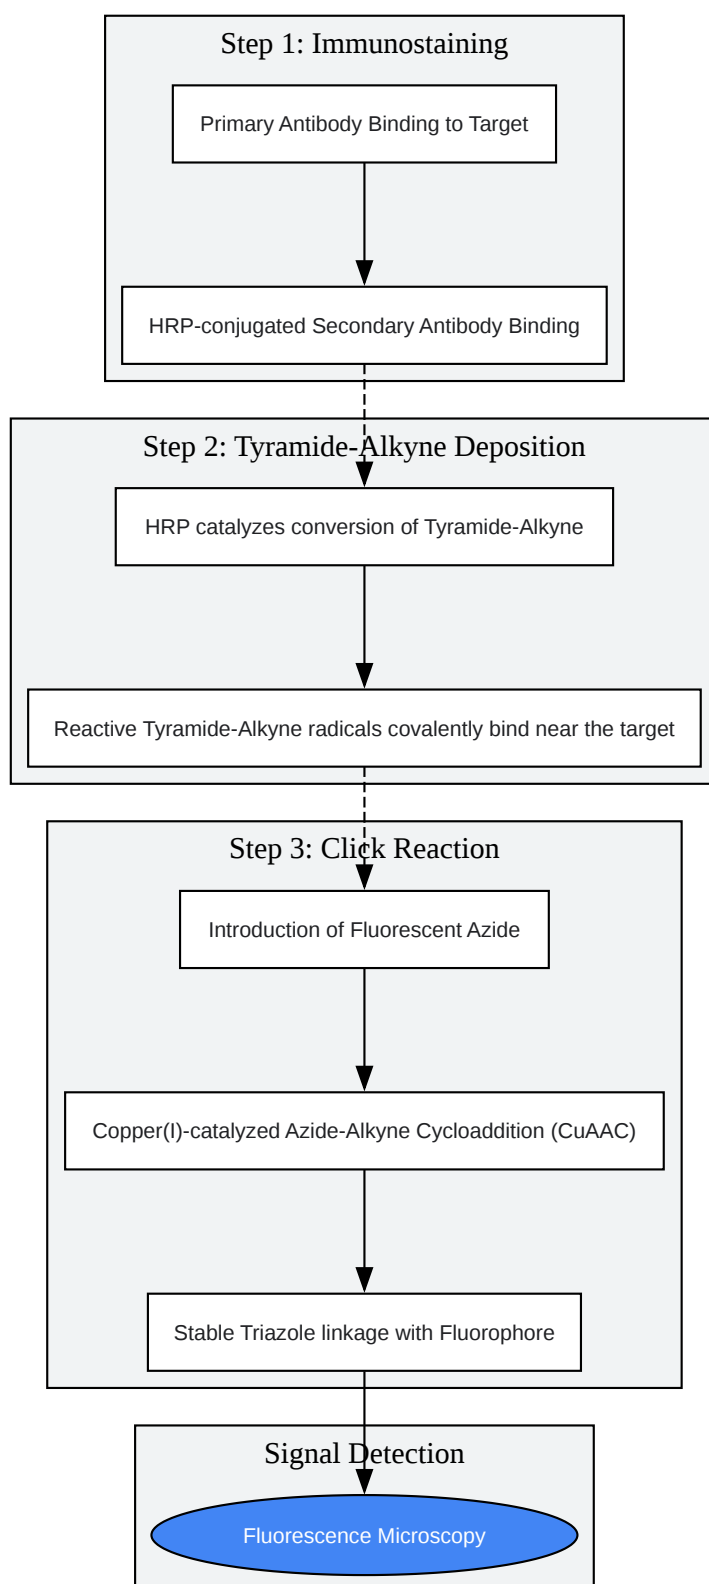 Step 1: Immunostaining
Primary Antibody Binding to Target
HRP-conjugated Secondary Antibody Binding
Step 2: Tyramide-Alkyne Deposition
HRP catalyzes conversion of Tyramide-Alkyne
Reactive Tyramide-Alkyne radicals covalently bind near the target
Step 3: Click Reaction
Introduction of Fluorescent Azide
Copper(I)-catalyzed Azide-Alkyne Cycloaddition (CuAAC)
Stable Triazole linkage with Fluorophore
Signal Detection
Fluorescence Microscopy